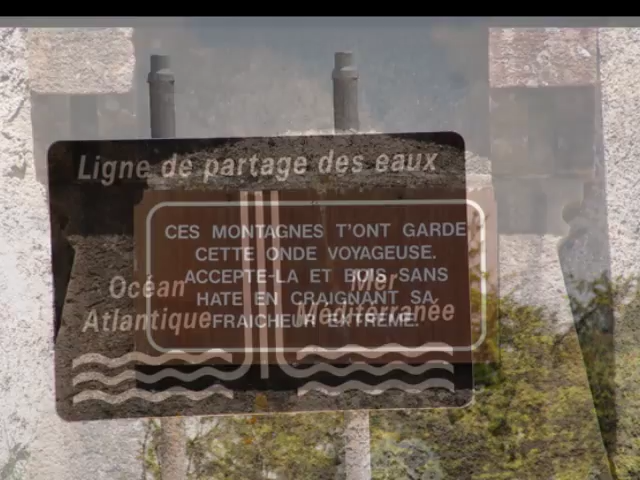 Ligne de partage des eaux
CES MONTAGNES T'ONT GARDE
CETTE ONDE VOYAGEUSE.
ACCEPTE-LA ET BOIS SANS
HATE EN CRAIGNANT SA
FRAICHEUR EXTREME.
Océan
Atlantique
Mer
Méditerranée